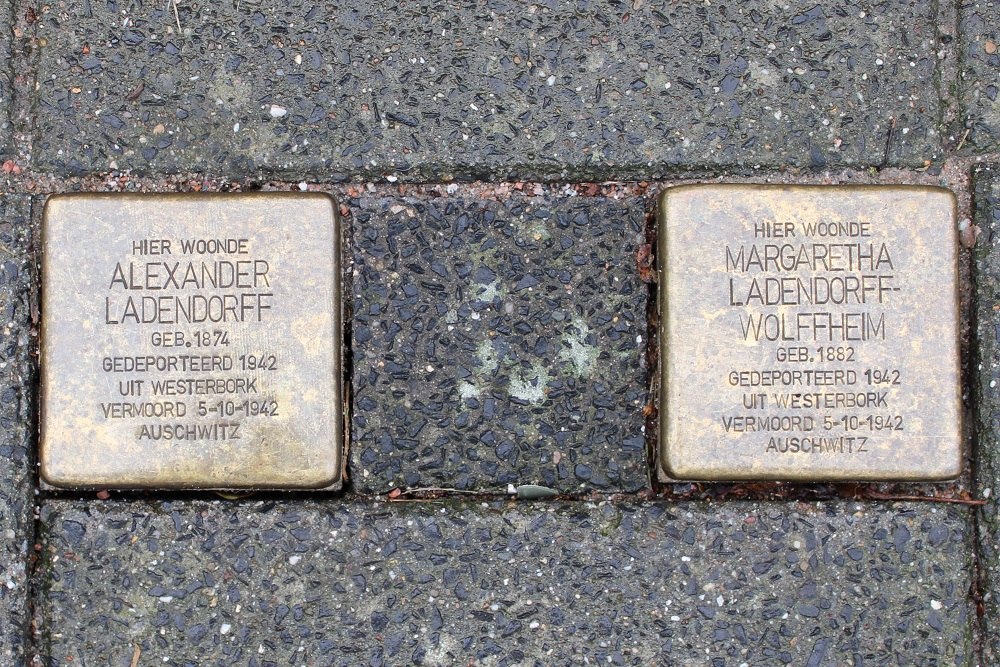 HIER WOONDE
ALEXANDER
LADENDORFF
GEB.1874
GEDEPORTEERD 1942
UIT WESTERBORK
VERMOORD 5-10-1942
AUSCHWITZ
HIER WOONDE
MARGARETHA
LADENDORFF-
WOLFFHEIM
GEB.1882
GEDEPORTEERD 1942
UIT WESTERBORK
VERMOORD 5-10-1942
AUSCHWITZ